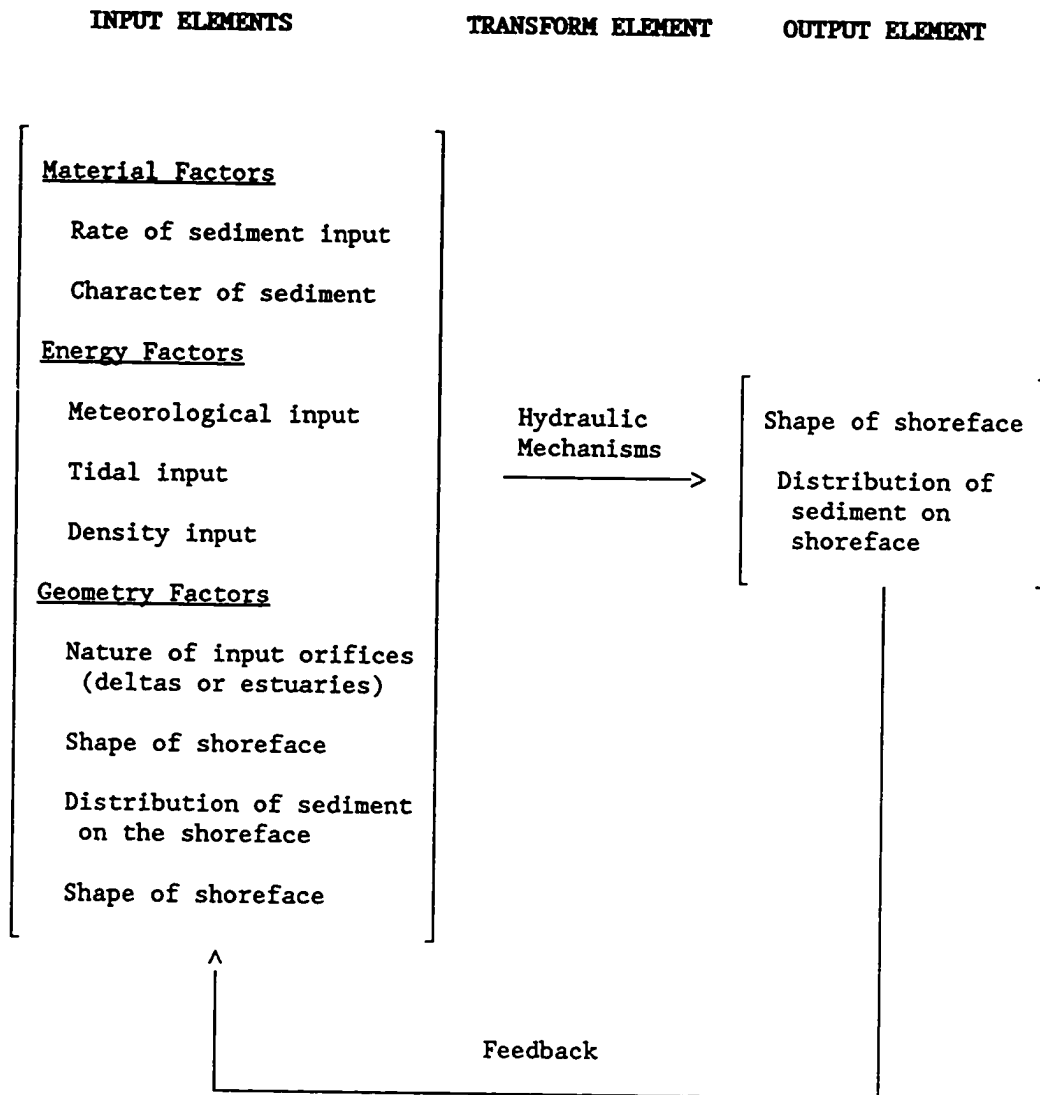 INPUT ELEMENTS
TRANSFORM ELEMENT
OUTPUT ELEMENT
Material Factors
Rate of sediment input
Character of sediment
Energy Factors
Meteorological input
Tidal input
Density input
Geometry Factors
Nature of input orifices
(deltas or estuaries)
Shape of shoreface
Distribution of sediment
on the shoreface
Shape of shoreface
Hydraulic
Mechanisms
Shape of shoreface
Distribution of
sediment on
shoreface
Feedback